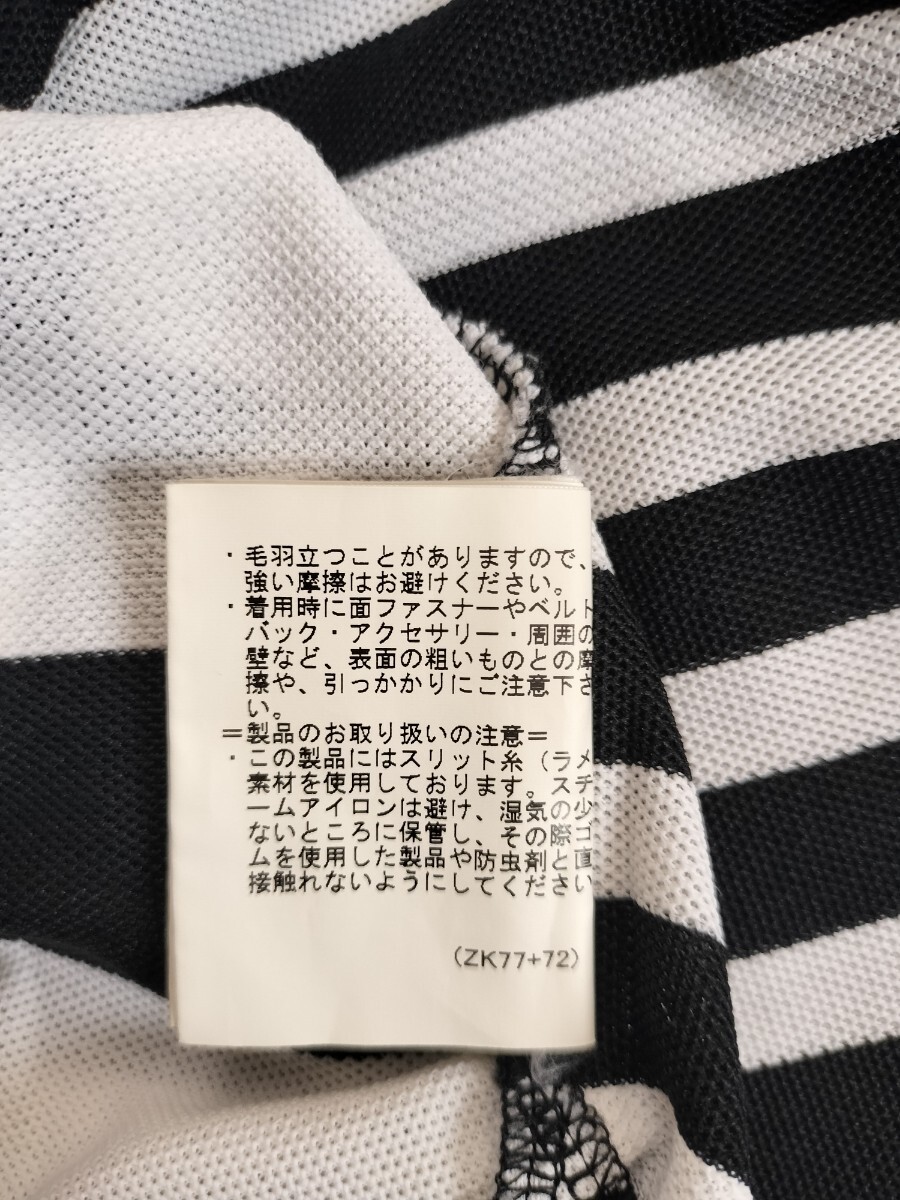 ・毛羽立つことがありますので、
強い摩擦はお避けください。
・着用時に面ファスナーやベルト
バック・アクセサリー・周囲の
壁など、表面の粗いものとの摩
擦や、引っかかりにご注意下さ
い。
=製品のお取り扱いの注意=
・この製品にはスリット糸（ラメ
素材を使用しております。スチ
ームアイロンは避け、湿気の少
ないところに保管し、その際ゴ
ムを使用した製品や防虫剤と直
接触れないようにしてください
(ZK77+72)